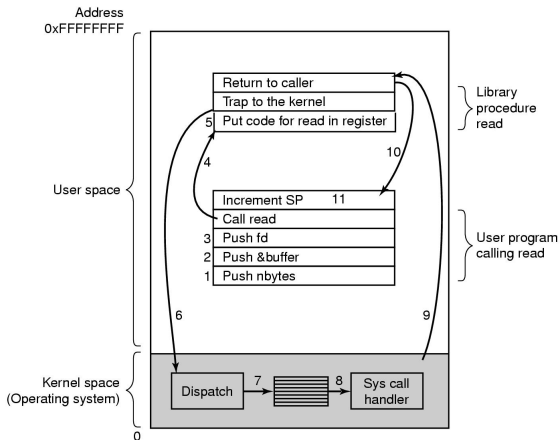 Address
0xFFFFFFFF
Return to caller
Trap to the kernel
5 Put code for read in register
Library
procedure
read
4
10
User space
Increment SP 11
Call read
3 Push fd
2 Push &buffer
1 Push nbytes
User program
calling read
6
9
Kernel space
(Operating system)
Dispatch
7
8
Sys call
handler
0